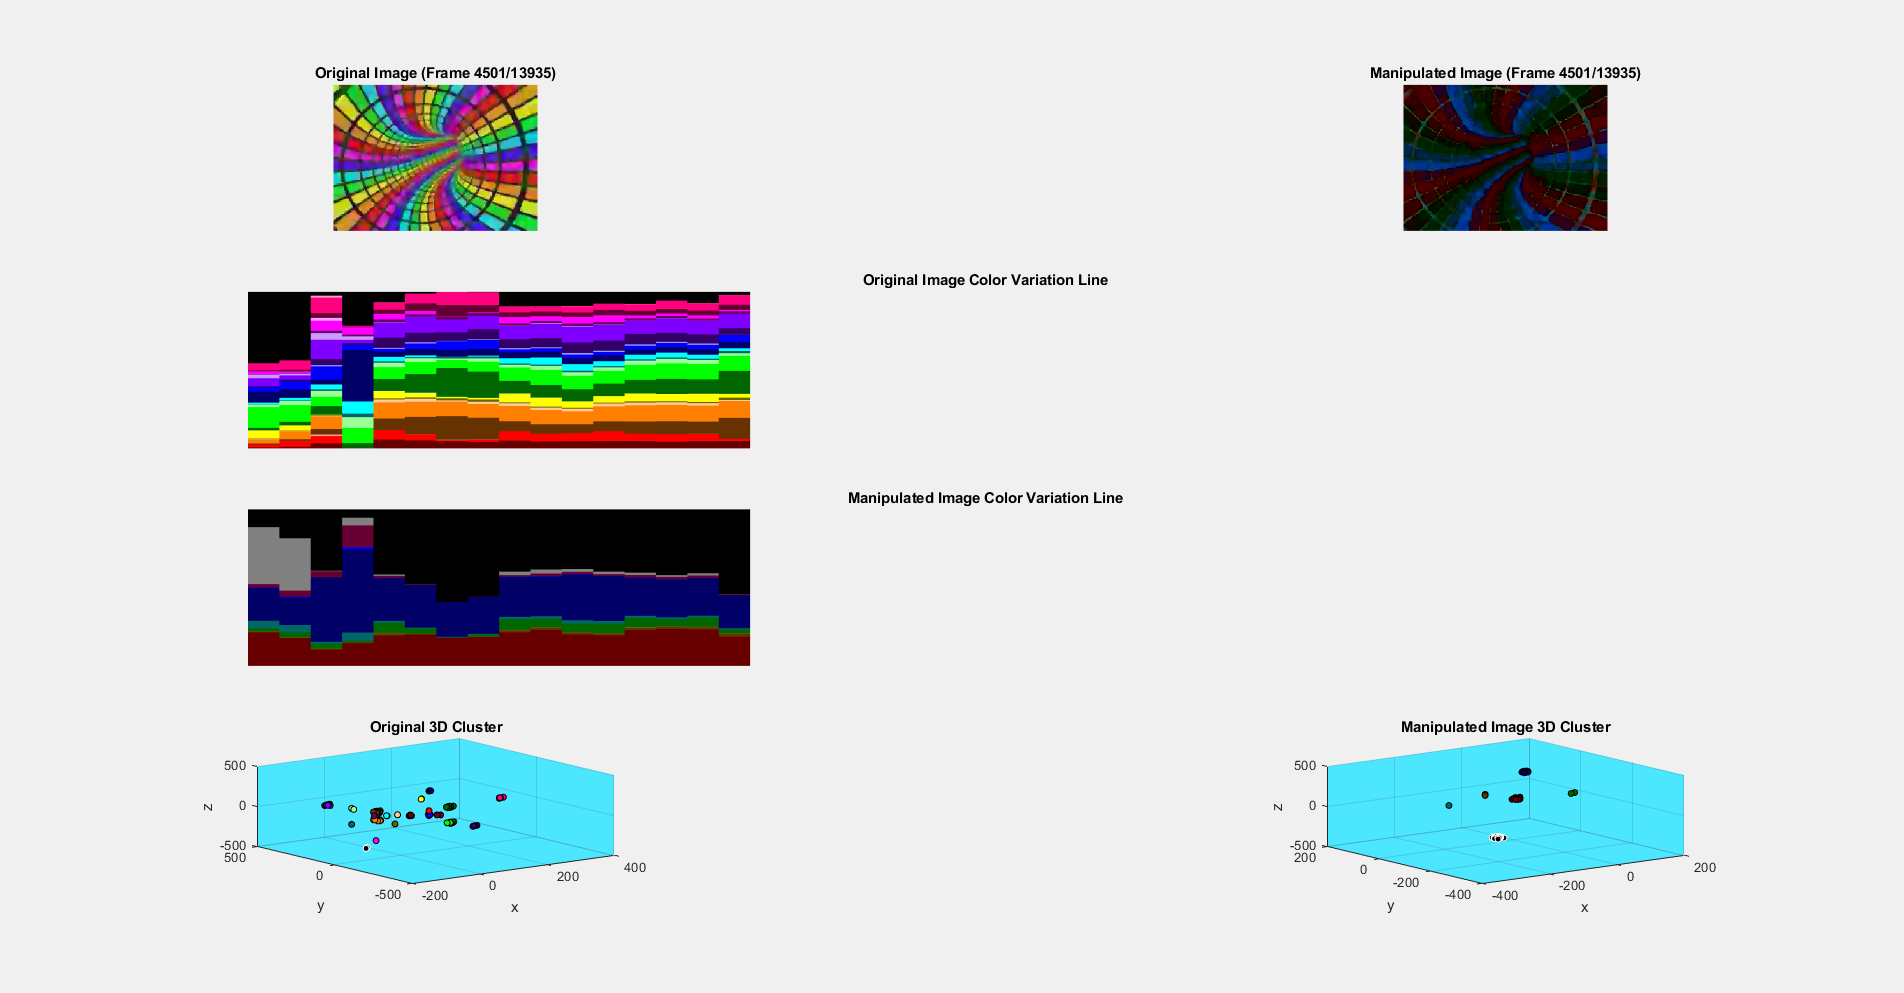 Original Image (Frame 4501/13935)
Manipulated Image (Frame 4501/13935)
Original Image Color Variation Line
Manipulated Image Color Variation Line
Original 3D Cluster
500
0
-500
z
500
0
-500
y
-200
0
200
400
x
Manipulated Image 3D Cluster
500
0
-500
z
200
0
-200
-400
y
-400
-200
0
200
x